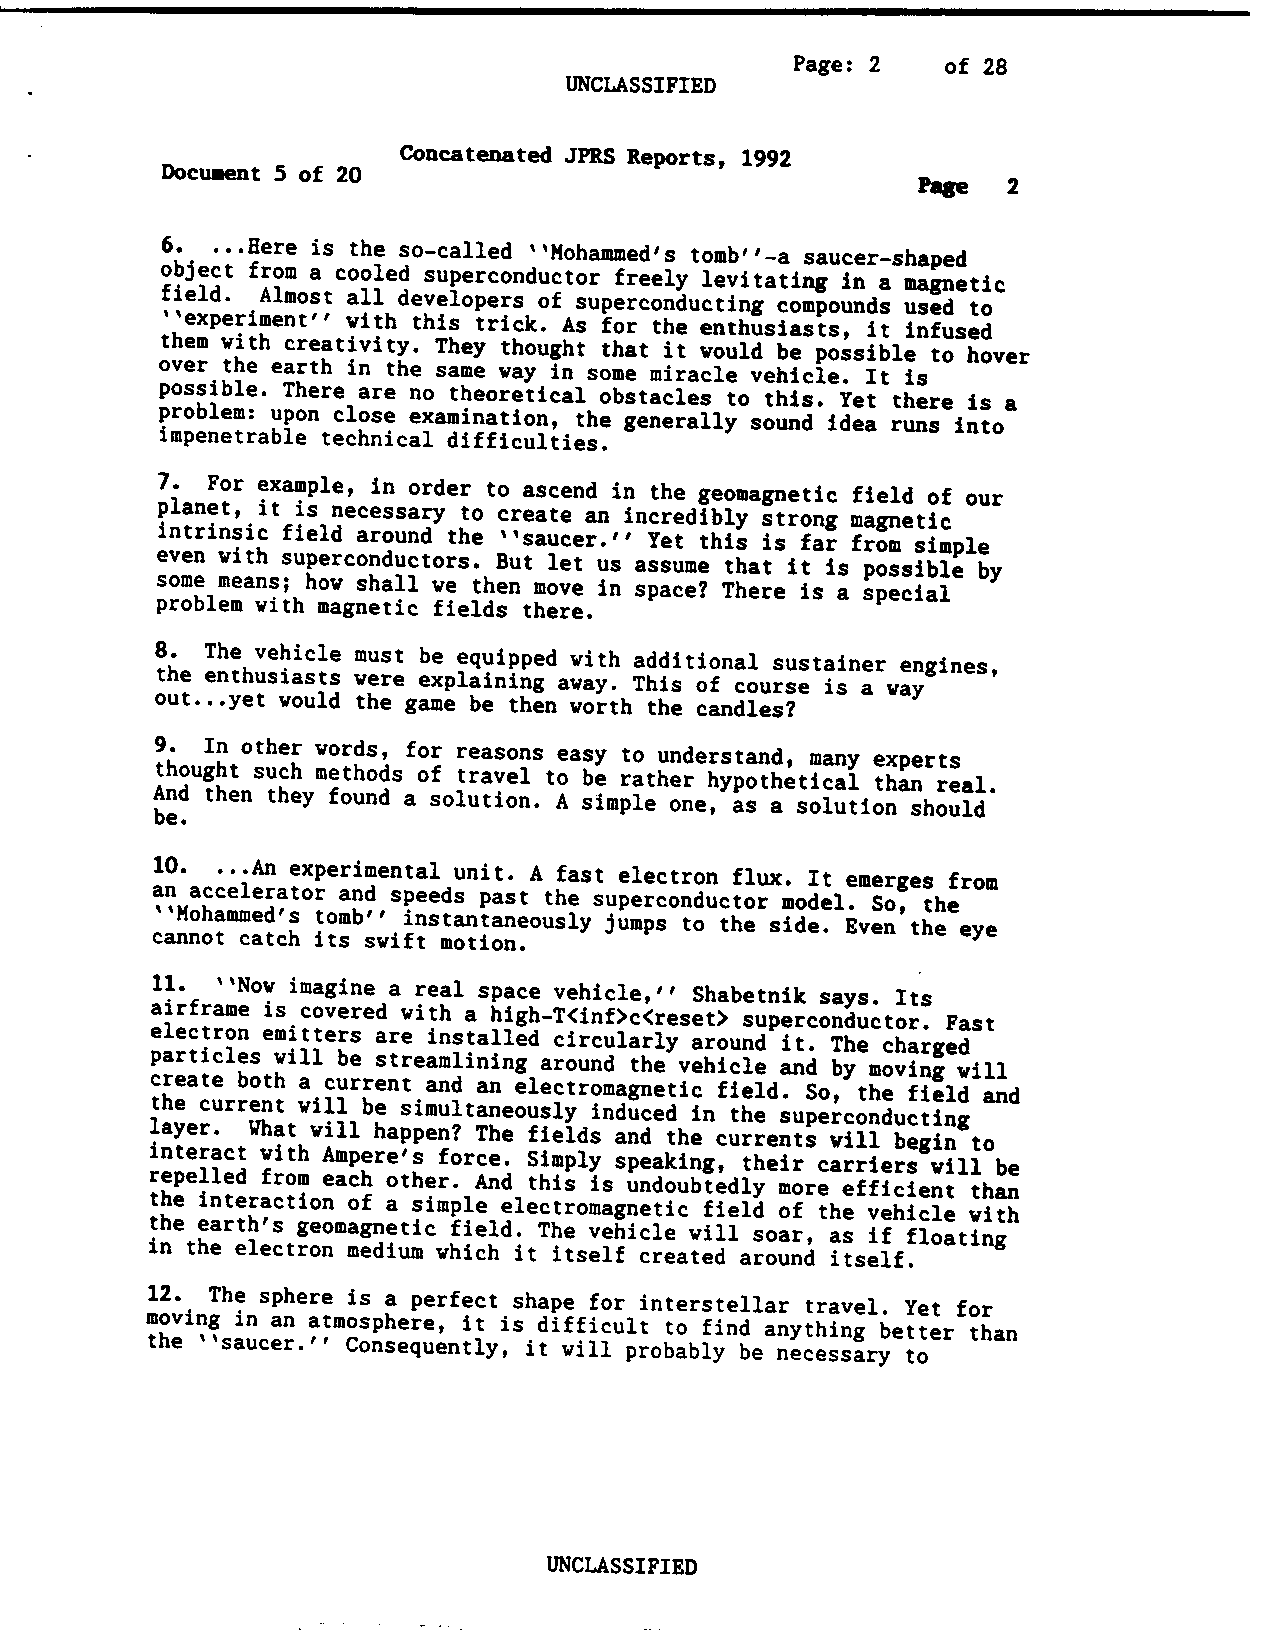 Page: 2 of 28
UNCLASSIFIED
Concatenated JPRS Reports, 1992
Document 5 of 20
Page 2
6. ...Here is the so-called ``Mohammed's tomb''-a saucer-shaped
object from a cooled superconductor freely levitating in a magnetic
field. Almost all developers of superconducting compounds used to
``experiment'' with this trick. As for the enthusiasts, it infused
them with creativity. They thought that it would be possible to hover
over the earth in the same way in some miracle vehicle. It is
possible. There are no theoretical obstacles to this. Yet there is a
problem: upon close examination, the generally sound idea runs into
impenetrable technical difficulties.
7. For example, in order to ascend in the geomagnetic field of our
planet, it is necessary to create an incredibly strong magnetic
intrinsic field around the ``saucer.'' Yet this is far from simple
even with superconductors. But let us assume that it is possible by
some means; how shall we then move in space? There is a special
problem with magnetic fields there.
8. The vehicle must be equipped with additional sustainer engines,
the enthusiasts were explaining away. This of course is a way
out...yet would the game be then worth the candles?
9. In other words, for reasons easy to understand, many experts
thought such methods of travel to be rather hypothetical than real.
And then they found a solution. A simple one, as a solution should
be.
10. ...An experimental unit. A fast electron flux. It emerges from
an accelerator and speeds past the superconductor model. So, the
``Mohammed's tomb'' instantaneously jumps to the side. Even the eye
cannot catch its swift motion.
11. ``Now imagine a real space vehicle,'' Shabetnik says. Its
airframe is covered with a high-T<inf>c<reset> superconductor. Fast
electron emitters are installed circularly around it. The charged
particles will be streamlining around the vehicle and by moving will
create both a current and an electromagnetic field. So, the field and
the current will be simultaneously induced in the superconducting
layer. What will happen? The fields and the currents will begin to
interact with Ampere's force. Simply speaking, their carriers will be
repelled from each other. And this is undoubtedly more efficient than
the interaction of a simple electromagnetic field of the vehicle with
the earth's geomagnetic field. The vehicle will soar, as if floating
in the electron medium which it itself created around itself.
12. The sphere is a perfect shape for interstellar travel. Yet for
moving in an atmosphere, it is difficult to find anything better than
the ``saucer.'' Consequently, it will probably be necessary to
UNCLASSIFIED